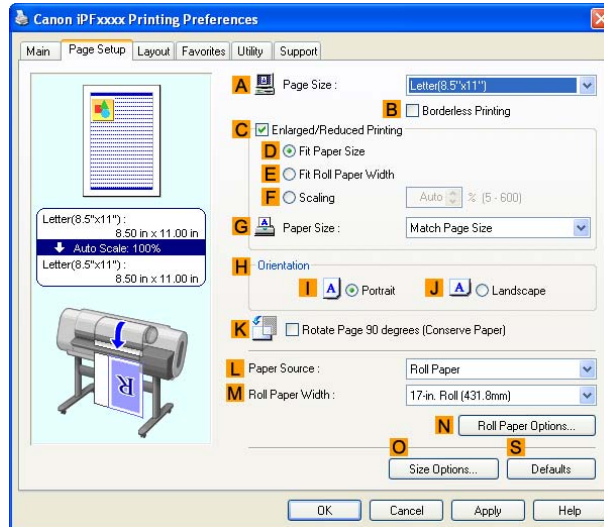 Canon iPFxxxx Printing Preferences
Main Page Setup Layout Favorites Utility Support
A Page Size : Letter(8.5"x11")
B Borderless Printing
C Enlarged/Reduced Printing
D Fit Paper Size
E Fit Roll Paper Width
F Scaling Auto % (5 - 600)
Letter(8.5"x11") :
8.50 in x 11.00 in
Auto Scale: 100%
Letter(8.5"x11") :
8.50 in x 11.00 in
G Paper Size : Match Page Size
H Orientation
I A Portrait J A Landscape
K Rotate Page 90 degrees (Conserve Paper)
R
L Paper Source : Roll Paper
M Roll Paper Width : 17-in. Roll (431.8mm)
N Roll Paper Options...
O S
Size Options... Defaults
OK Cancel Apply Help